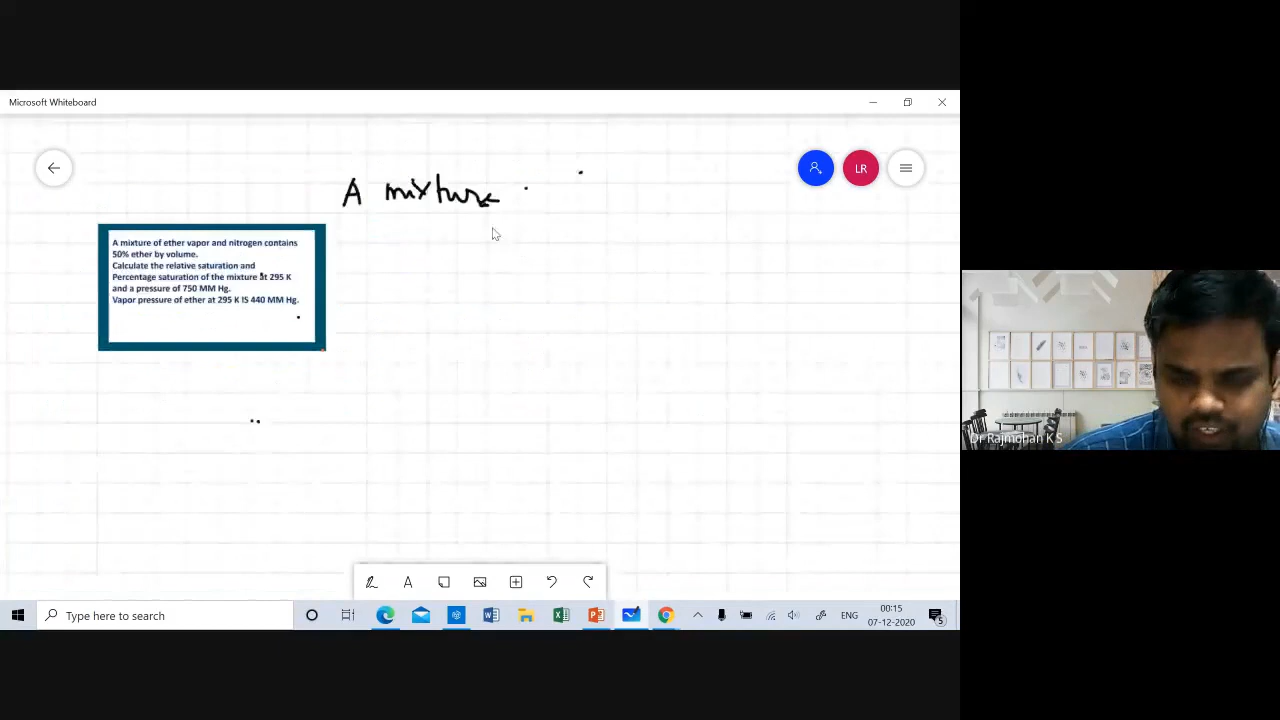 Microsoft Whiteboard
LR
A mixture
A mixture of ether vapor and nitrogen contains
50% ether by volume.
Calculate the relative saturation and
Percentage saturation of the mixture at 295 K
and a pressure of 750 MM Hg.
Vapor pressure of ether at 295 K IS 440 MM Hg.
Dr Rajmohan K S
A
Type here to search
ENG
00:15
07-12-2020
5